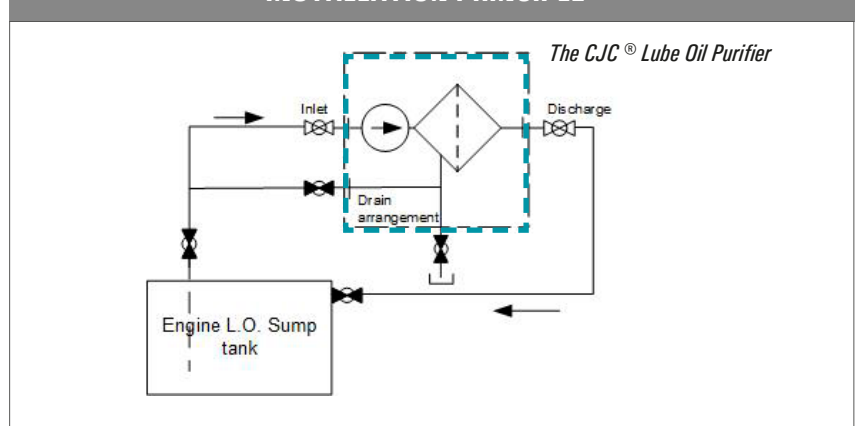 The CJC ® Lube Oil Purifier
Inlet
Discharge
Drain
arrangement
Engine L.O. Sump
tank